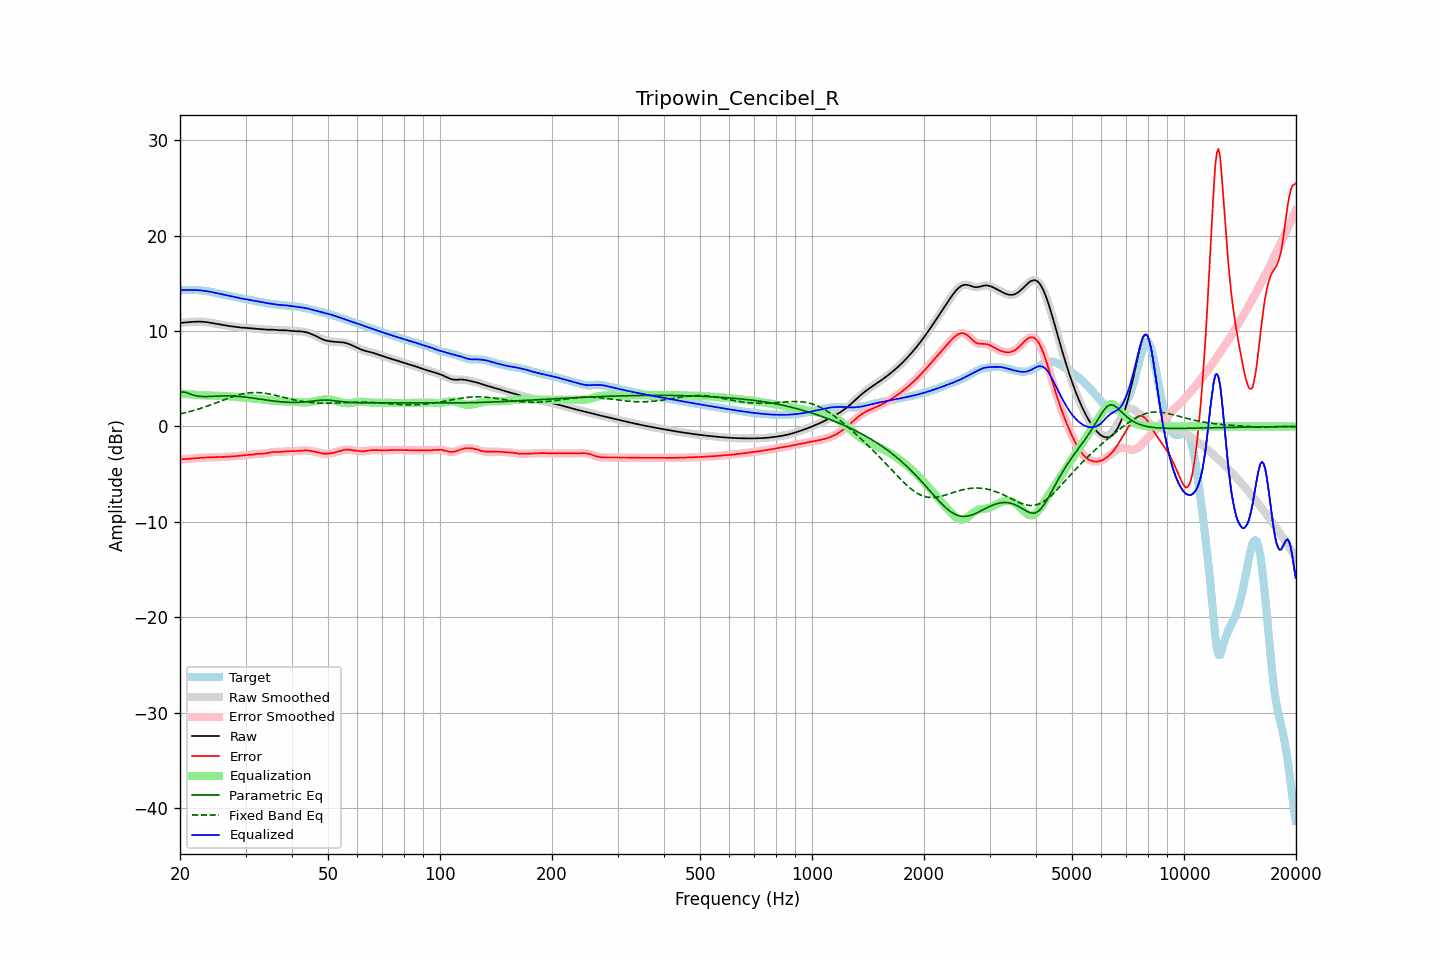 Tripowin_Cencibel_R
Amplitude (dBr)
30
20
10
0
−10
−20
−30
−40
Target
Raw Smoothed
Error Smoothed
Raw
Error
Equalization
Parametric Eq
Fixed Band Eq
Equalized
20
50
100
200
500
1000
2000
5000
10000
20000
Frequency (Hz)